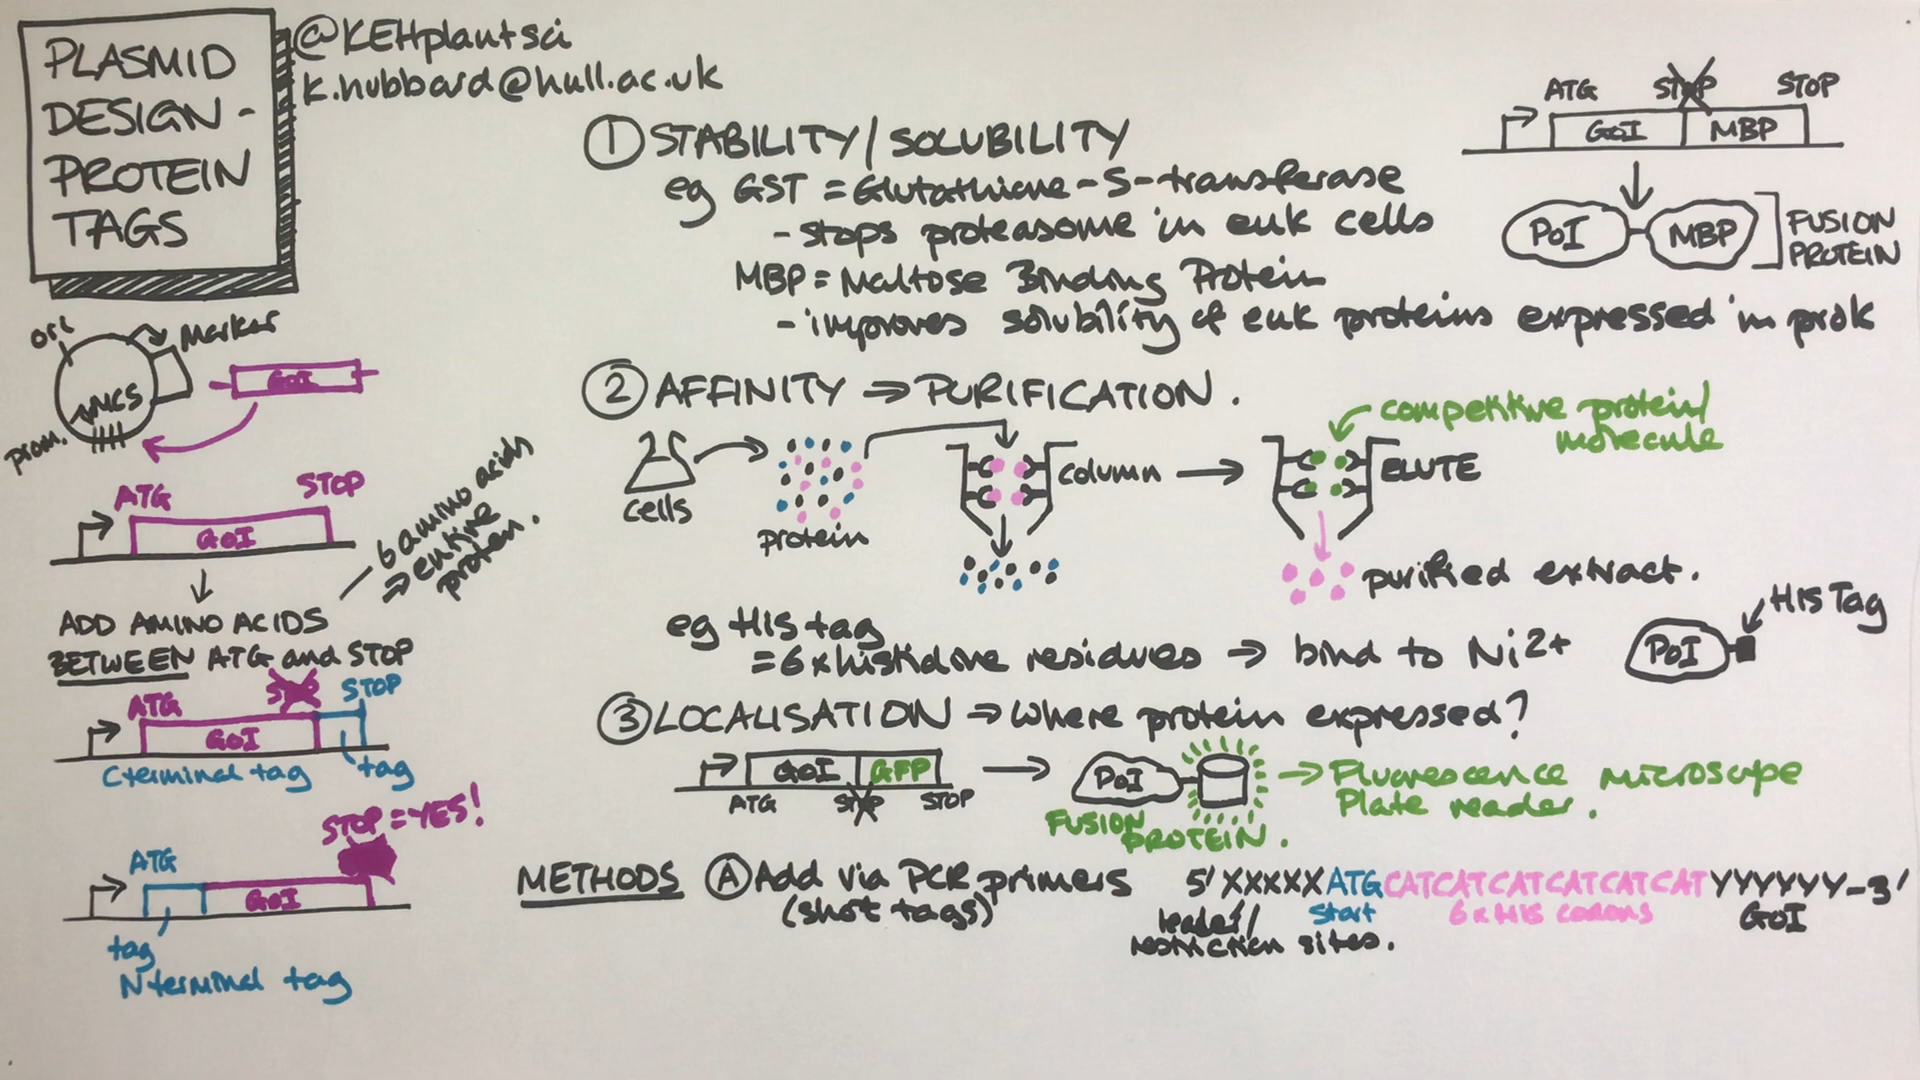 PLASMID
DESIGN -
PROTEIN
TAGS
@KEHplantsci
k.hubbard@hull.ac.uk
ori
Marker
MCS
prom.
GoI
ATG
STOP
GoI
6 amino acids
⇒ entire
protein.
ADD AMINO ACIDS
BETWEEN ATG and STOP
ATG
STOP
STOP
GoI
C terminal tag
tag
STOP = YES!
ATG
GoI
tag
N terminal tag
① STABILITY/SOLUBILITY
eg GST = Glutathione-S-transferase
- stops proteasome in euk cells
MBP = Maltose Binding Protein
- improves solubility of euk proteins expressed in prok
ATG
STOP
STOP
GoI
MBP
PoI
MBP
FUSION
PROTEIN
② AFFINITY → PURIFICATION.
cells
protein
column
competitive protein/
molecule
ELUTE
purified extract.
eg His tag
= 6 x histidine residues → bind to Ni2+
PoI
His Tag
③ LOCALISATION → Where protein expressed?
GoI
GFP
ATG
STOP
STOP
PoI
FUSION
PROTEIN.
→ Fluorescence microscope
Plate reader.
METHODS
Ⓐ Add via PCR primers
(short tags)
5' XXXXXATGCATCATCATCATCATCATYYYYYY-3'
leader/
restriction sites.
start
6 x His codons
GoI